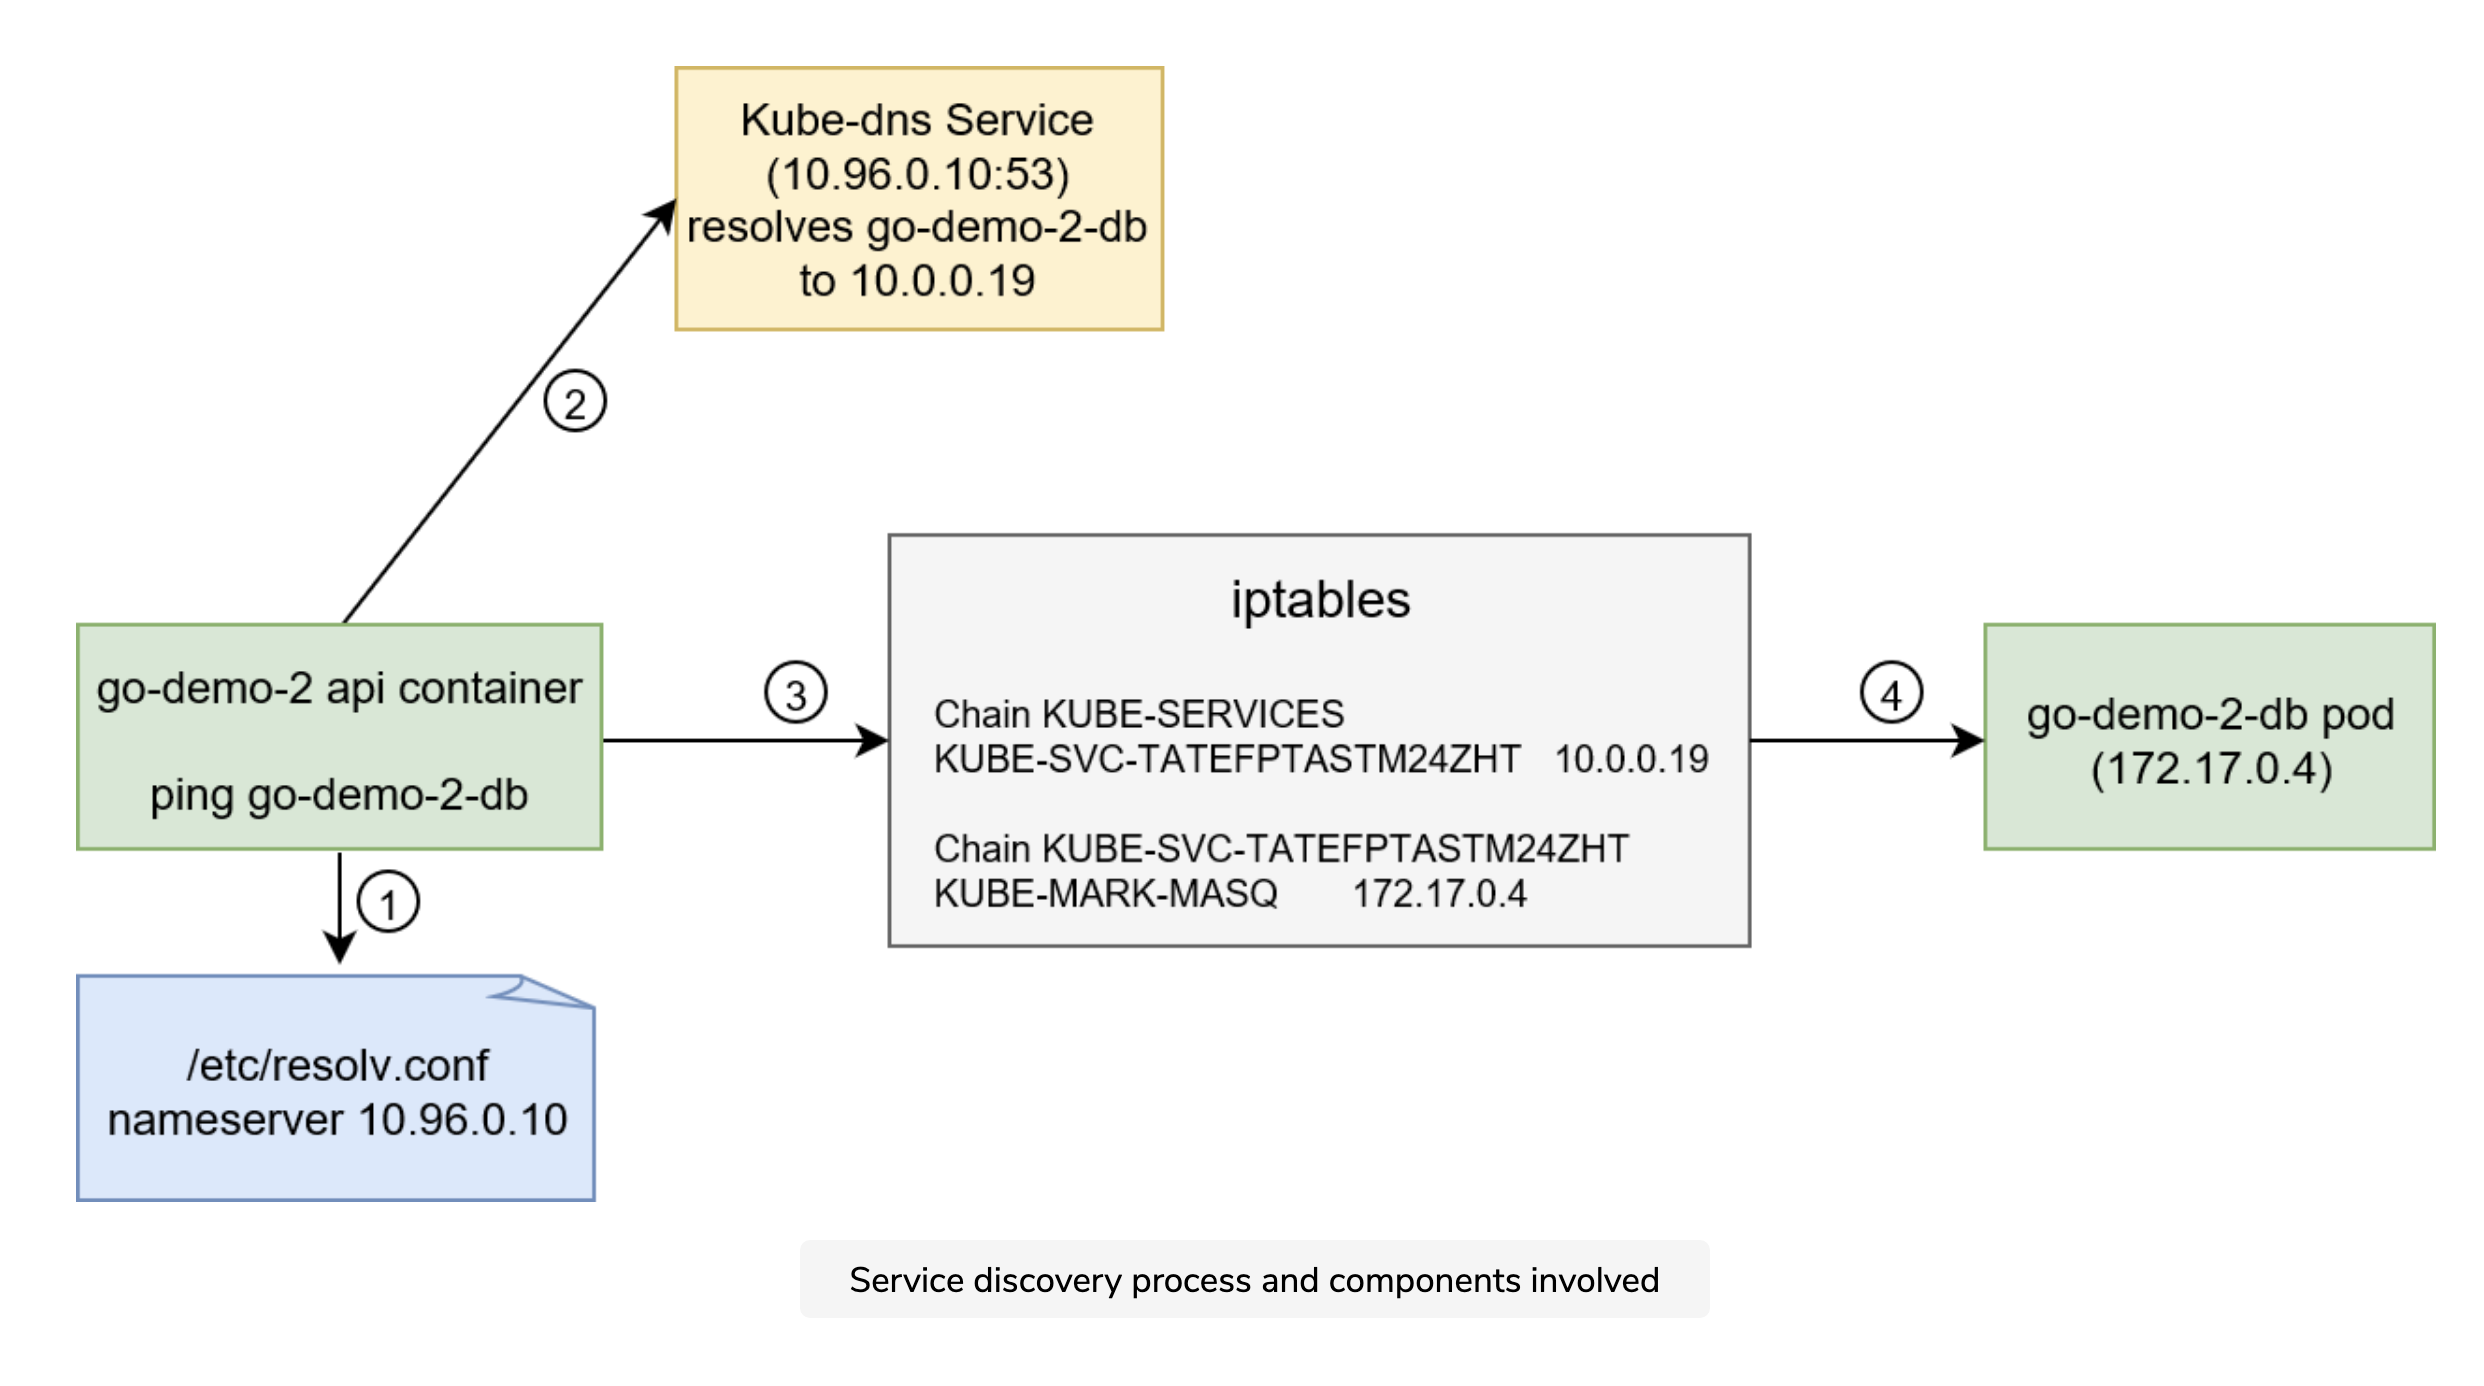 Kube-dns Service
(10.96.0.10:53)
resolves go-demo-2-db
to 10.0.0.19
2
go-demo-2 api container
ping go-demo-2-db
3
iptables
Chain KUBE-SERVICES
KUBE-SVC-TATEFPTASTM24ZHT 10.0.0.19
Chain KUBE-SVC-TATEFPTASTM24ZHT
KUBE-MARK-MASQ 172.17.0.4
4
go-demo-2-db pod
(172.17.0.4)
1
/etc/resolv.conf
nameserver 10.96.0.10
Service discovery process and components involved